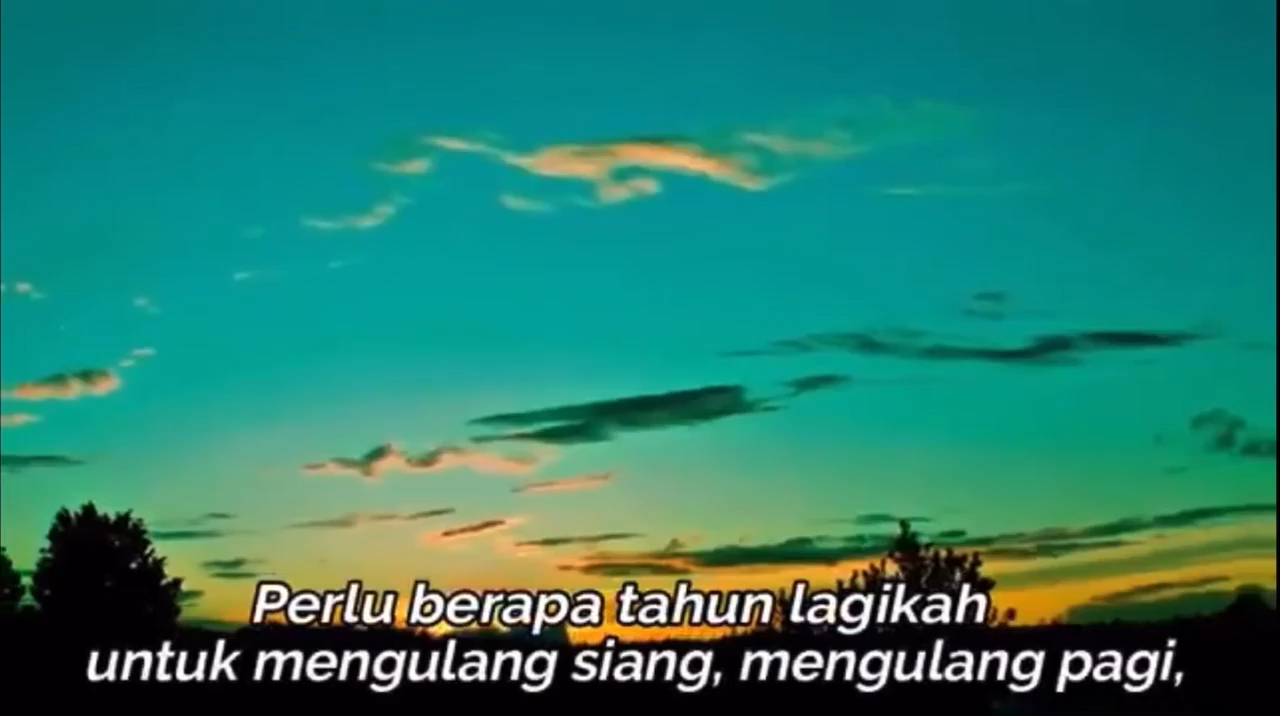 Perlu berapa tahun lagikah
untuk mengulang siang, mengulang pagi,